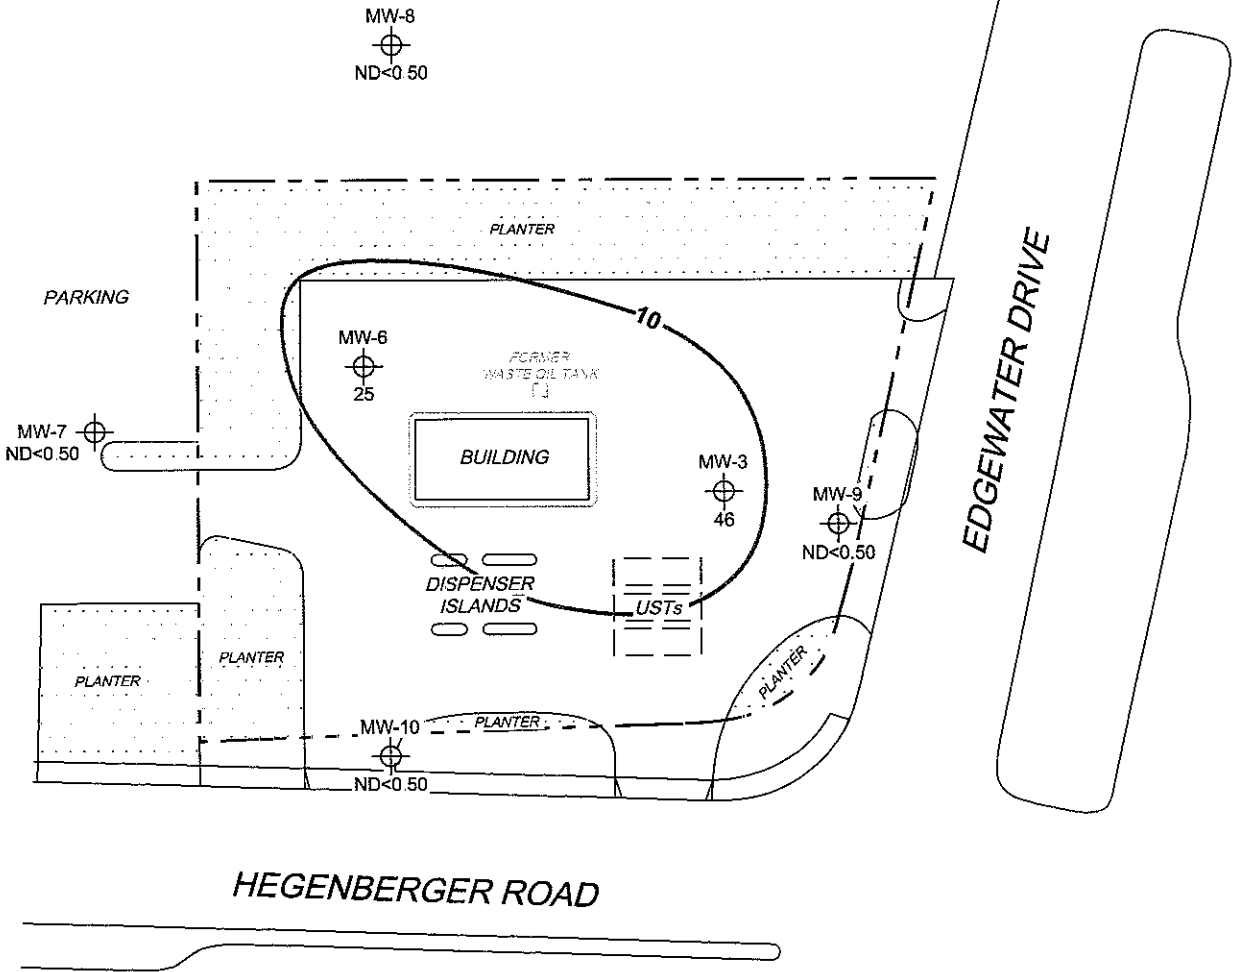 MW-8
ND<0.50
PLANTER
PARKING
10
MW-6
25
FORMER
WASTE OIL TANK
EDGEWATER DRIVE
MW-7
ND<0.50
BUILDING
MW-3
46
MW-9
ND<0.50
DISPENSER
ISLANDS
USTs
PLANTER
PLANTER
PLANTER
PLANTER
MW-10
ND<0.50
HEGENBERGER ROAD